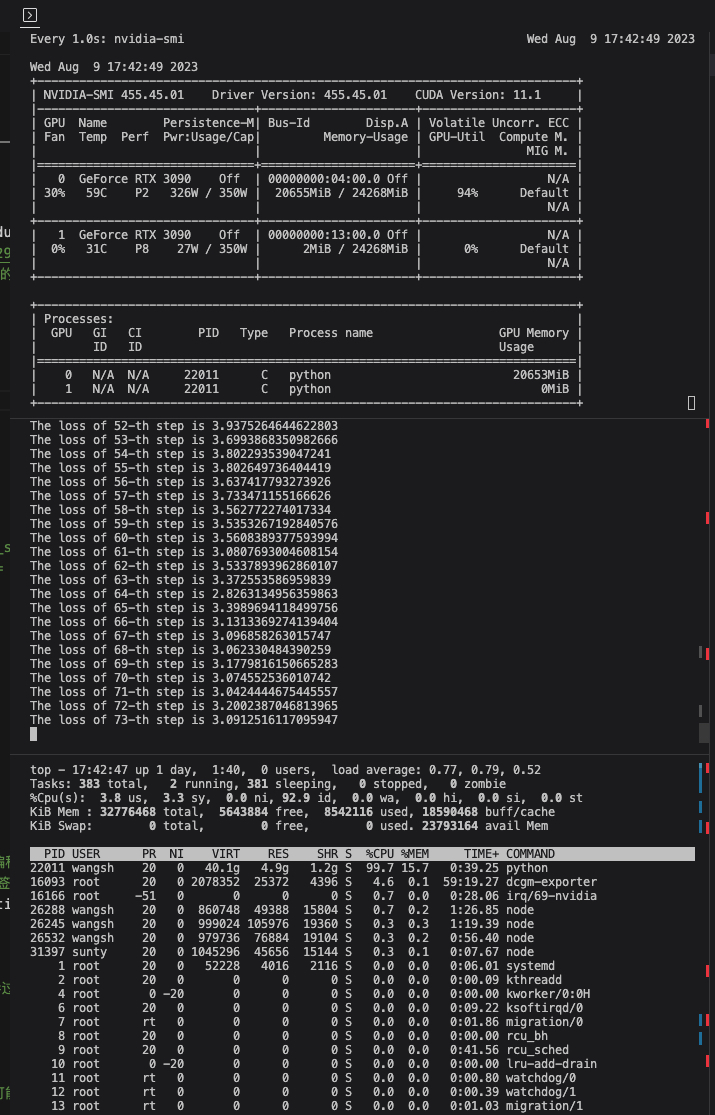 Every 1.0s: nvidia-smi Wed Aug  9 17:42:49 2023
Wed Aug  9 17:42:49 2023
+-----------------------------------------------------------------------------+
| NVIDIA-SMI 455.45.01    Driver Version: 455.45.01    CUDA Version: 11.1     |
|-------------------------------+----------------------+----------------------+
| GPU  Name        Persistence-M| Bus-Id        Disp.A | Volatile Uncorr. ECC |
| Fan  Temp  Perf  Pwr:Usage/Cap|         Memory-Usage | GPU-Util  Compute M. |
|                               |                      |               MIG M. |
|===============================+======================+======================|
|   0  GeForce RTX 3090    Off  | 00000000:04:00.0 Off |                  N/A |
| 30%   59C    P2   326W / 350W |  20655MiB / 24268MiB |     94%      Default |
|                               |                      |                  N/A |
+-------------------------------+----------------------+----------------------+
|   1  GeForce RTX 3090    Off  | 00000000:13:00.0 Off |                  N/A |
|  0%   31C    P8    27W / 350W |      2MiB / 24268MiB |      0%      Default |
|                               |                      |                  N/A |
+-------------------------------+----------------------+----------------------+
+-----------------------------------------------------------------------------+
| Processes:                                                                  |
|  GPU   GI   CI        PID   Type   Process name                  GPU Memory |
|        ID   ID                                                   Usage      |
|=============================================================================|
|    0   N/A  N/A     22011      C   python                          20653MiB |
|    1   N/A  N/A     22011      C   python                              0MiB |
+-----------------------------------------------------------------------------+
The loss of 52-th step is 3.9375264644622803
The loss of 53-th step is 3.6993868350982666
The loss of 54-th step is 3.802293539047241
The loss of 55-th step is 3.802649736404419
The loss of 56-th step is 3.637417793273926
The loss of 57-th step is 3.733471155166626
The loss of 58-th step is 3.562772274017334
The loss of 59-th step is 3.5353267192840576
The loss of 60-th step is 3.5608389377593994
The loss of 61-th step is 3.0807693004608154
The loss of 62-th step is 3.5337893962860107
The loss of 63-th step is 3.372553586959839
The loss of 64-th step is 2.8263134956359863
The loss of 65-th step is 3.3989694118499756
The loss of 66-th step is 3.1313369274139404
The loss of 67-th step is 3.096858263015747
The loss of 68-th step is 3.062330484390259
The loss of 69-th step is 3.1779816150665283
The loss of 70-th step is 3.074552536010742
The loss of 71-th step is 3.0424444675445557
The loss of 72-th step is 3.2002387046813965
The loss of 73-th step is 3.0912516117095947
top - 17:42:47 up 1 day,  1:40,  0 users,  load average: 0.77, 0.79, 0.52
Tasks: 383 total,   2 running, 381 sleeping,   0 stopped,   0 zombie
%Cpu(s):  3.8 us,  3.3 sy,  0.0 ni, 92.9 id,  0.0 wa,  0.0 hi,  0.0 si,  0.0 st
KiB Mem : 32776468 total,  5643884 free,  8542116 used, 18590468 buff/cache
KiB Swap:        0 total,        0 free,        0 used. 23793164 avail Mem
PID USER      PR  NI    VIRT    RES    SHR S  %CPU %MEM     TIME+ COMMAND
22011 wangsh    20   0   40.1g   4.9g   1.2g S  99.7 15.7   0:39.25 python
16093 root      20   0 2078352  25372   4396 S   4.6  0.1  59:19.27 dcgm-exporter
16166 root     -51   0       0      0      0 S   0.7  0.0   0:28.06 irq/69-nvidia
26288 wangsh    20   0  860748  49388  15804 S   0.7  0.2   1:26.85 node
26245 wangsh    20   0  999024 105976  19360 S   0.3  0.3   1:19.39 node
26532 wangsh    20   0  979736  76884  19104 S   0.3  0.2   0:56.40 node
31397 sunty     20   0 1045296  45656  15144 S   0.3  0.1   0:07.67 node
1 root      20   0   52228   4016   2116 S   0.0  0.0   0:06.01 systemd
2 root      20   0       0      0      0 S   0.0  0.0   0:00.09 kthreadd
4 root       0 -20       0      0      0 S   0.0  0.0   0:00.00 kworker/0:0H
6 root      20   0       0      0      0 S   0.0  0.0   0:09.22 ksoftirqd/0
7 root      rt   0       0      0      0 S   0.0  0.0   0:01.86 migration/0
8 root      20   0       0      0      0 S   0.0  0.0   0:00.00 rcu_bh
9 root      20   0       0      0      0 S   0.0  0.0   0:41.56 rcu_sched
10 root       0 -20       0      0      0 S   0.0  0.0   0:00.00 lru-add-drain
11 root      rt   0       0      0      0 S   0.0  0.0   0:00.80 watchdog/0
12 root      rt   0       0      0      0 S   0.0  0.0   0:00.39 watchdog/1
13 root      rt   0       0      0      0 S   0.0  0.0   0:01.03 migration/1